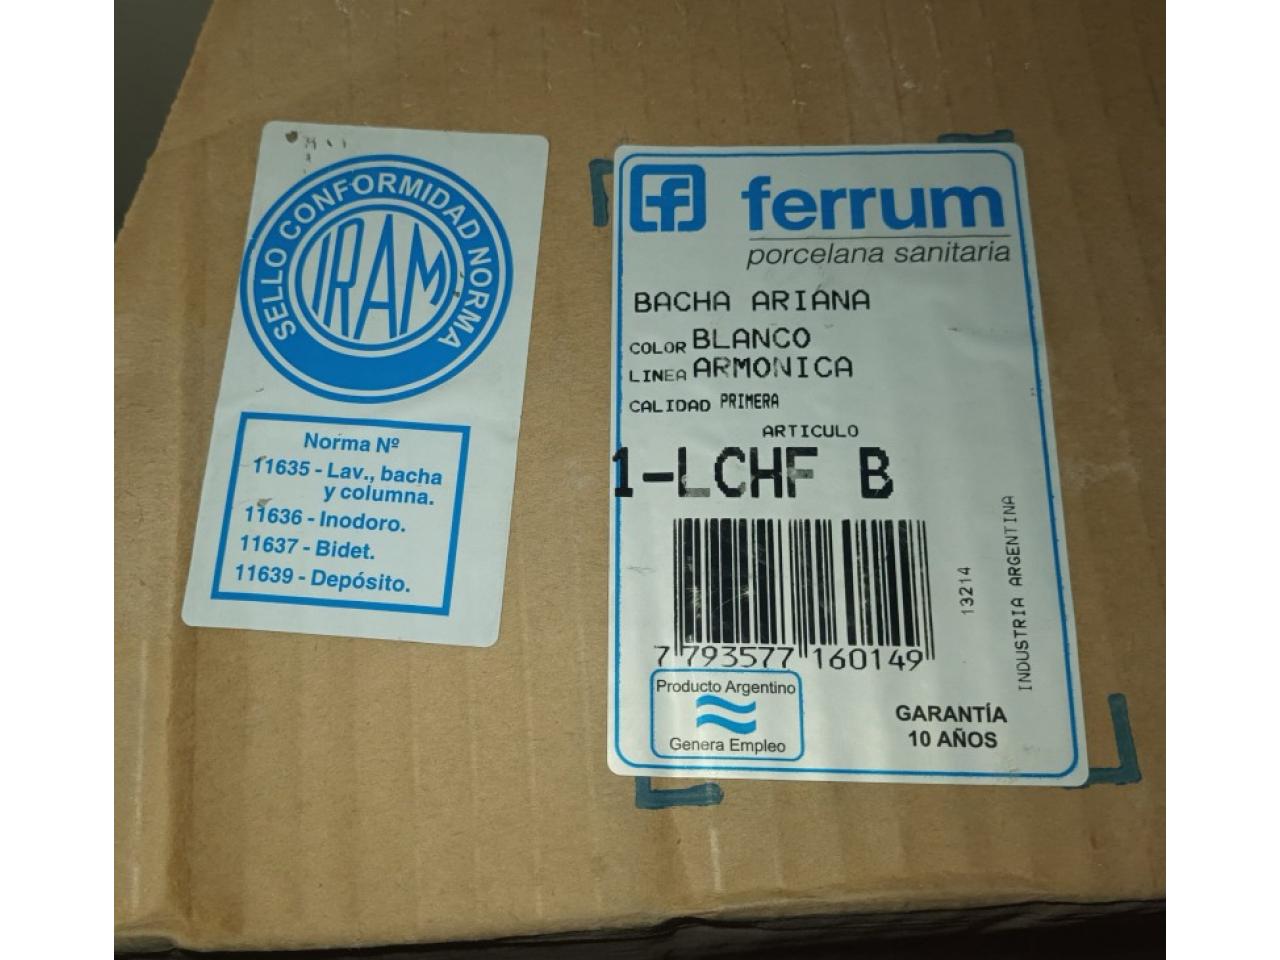 SELLO CONFORMIDAD NORMA
IRAM
Norma Nº
11635 - Lav., bacha
y columna.
11636 - Inodoro.
11637 - Bidet.
11639 - Depósito.
f ferrum
porcelana sanitaria
BACHA ARIANA
COLOR BLANCO
LINEA ARMONICA
CALIDAD PRIMERA
ARTICULO
1-LCHF B
7 793577 160149
13214
INDUSTRIA ARGENTINA
Producto Argentino
Genera Empleo
GARANTÍA
10 AÑOS